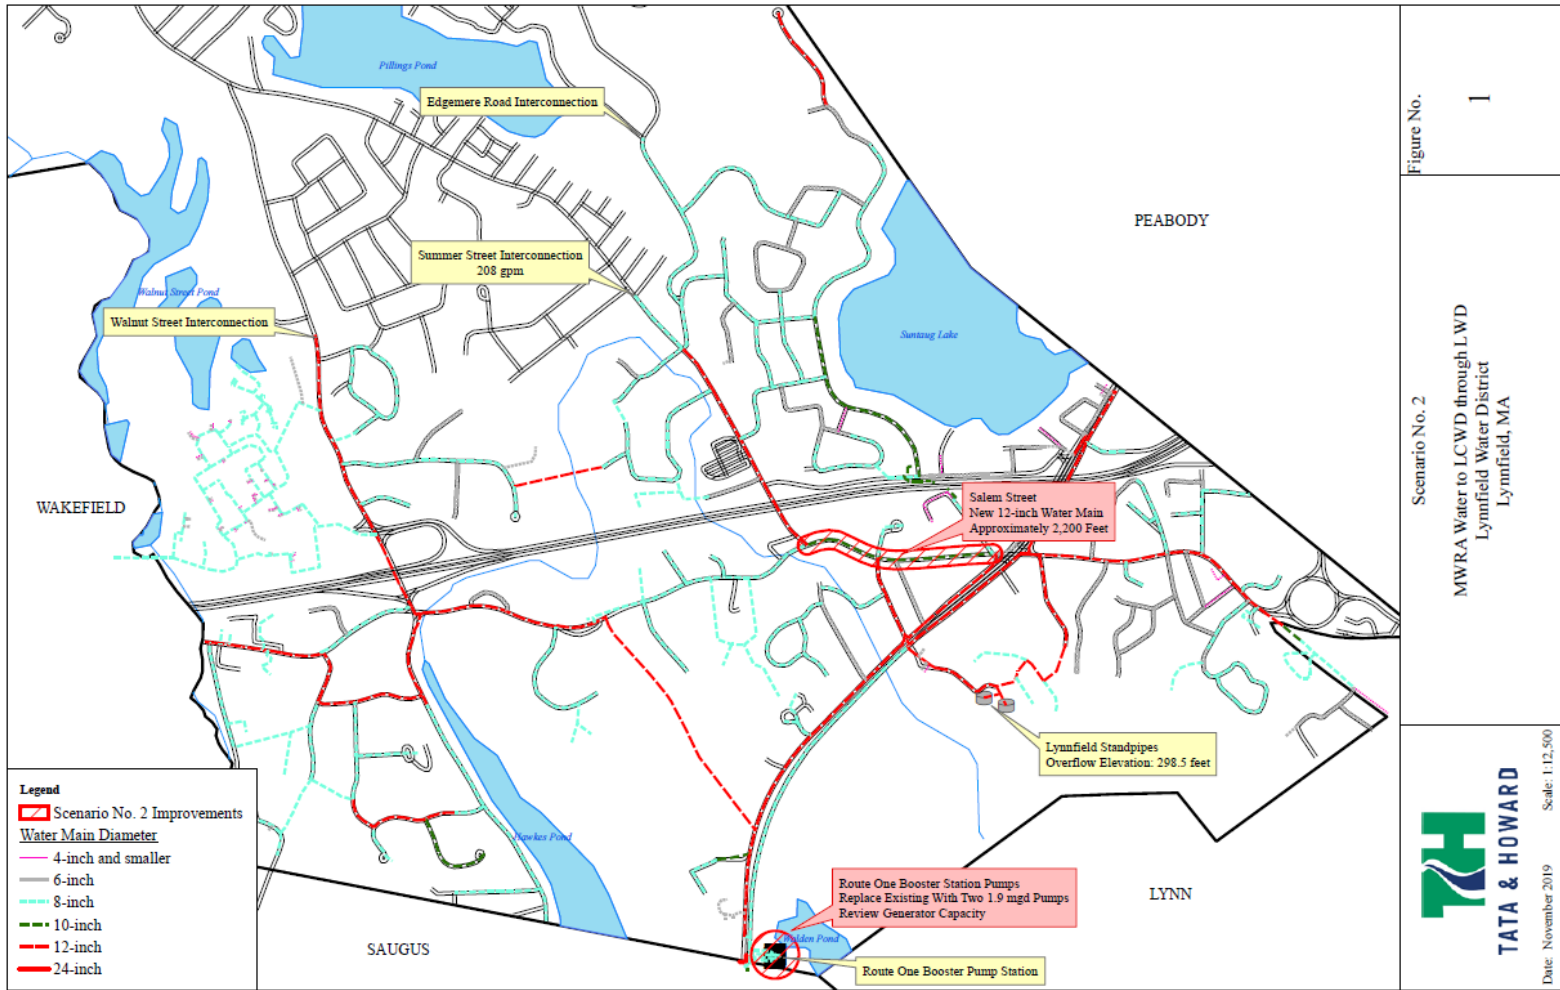 Pillings Pond
Edgemere Road Interconnection
PEABODY
Summer Street Interconnection
208 gpm
Walnut Street Pond
Walnut Street Interconnection
Suntaug Lake
WAKEFIELD
Salem Street
New 12-inch Water Main
Approximately 2,200 Feet
Lynnfield Standpipes
Overflow Elevation: 298.5 feet
Hawkes Pond
Route One Booster Station Pumps
Replace Existing With Two 1.9 mgd Pumps
Review Generator Capacity
LYNN
Walden Pond
SAUGUS
Route One Booster Pump Station
Legend
Scenario No. 2 Improvements
Water Main Diameter
4-inch and smaller
6-inch
8-inch
10-inch
12-inch
24-inch
Figure No.
1
Scenario No. 2
MWRA Water to LCWD through LWD
Lynnfield Water District
Lynnfield, MA
TATA & HOWARD
Date: November 2019
Scale: 1:12,500